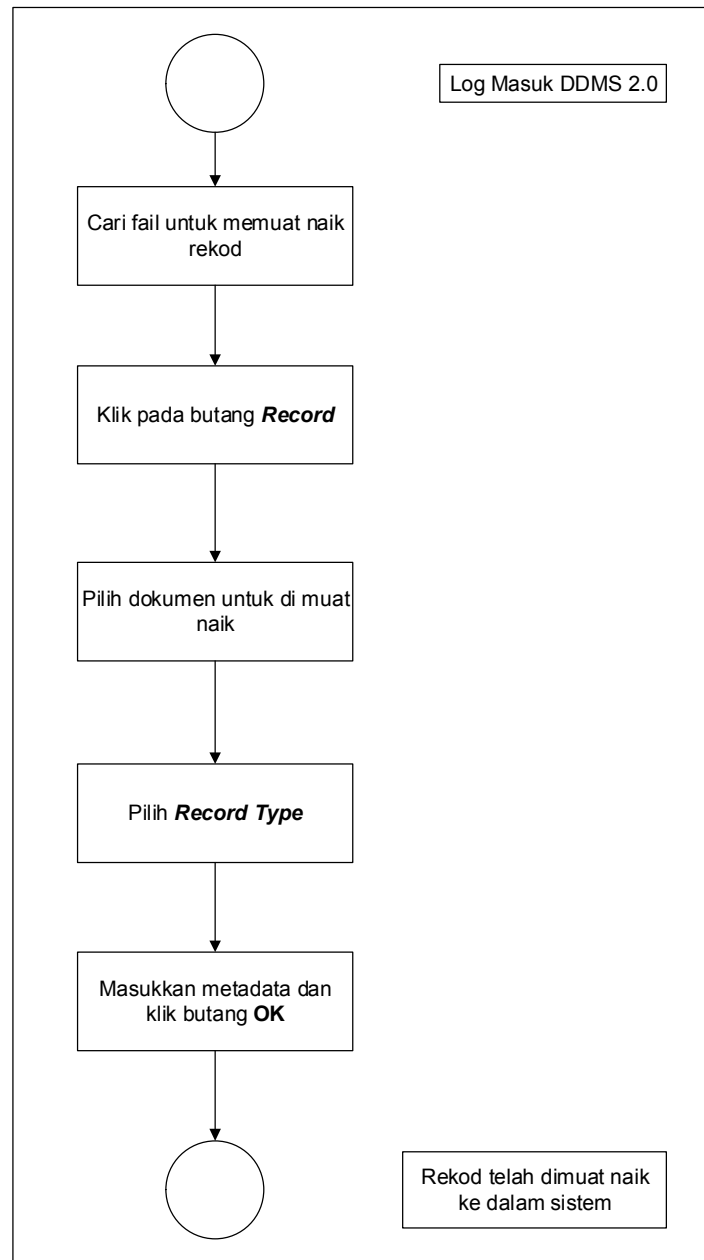 Log Masuk DDMS 2.0
Cari fail untuk memuat naik
rekod
Klik pada butang Record
Pilih dokumen untuk di muat
naik
Pilih Record Type
Masukkan metadata dan
klik butang OK
Rekod telah dimuat naik
ke dalam sistem